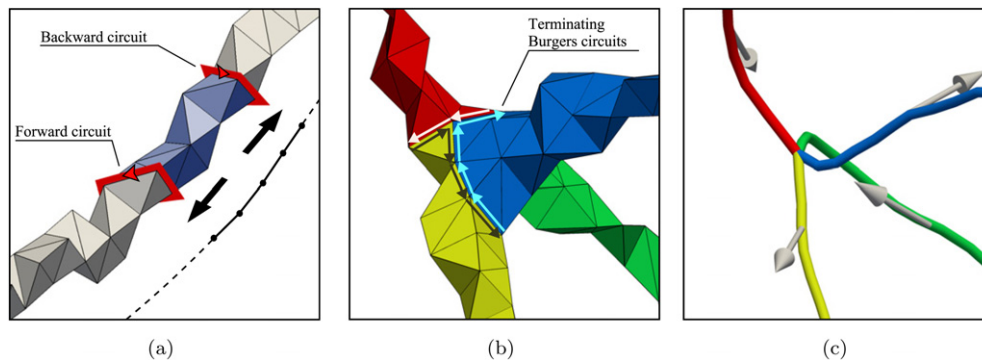 Backward circuit
Forward circuit
Terminating
Burgers circuits
(a)
(b)
(c)